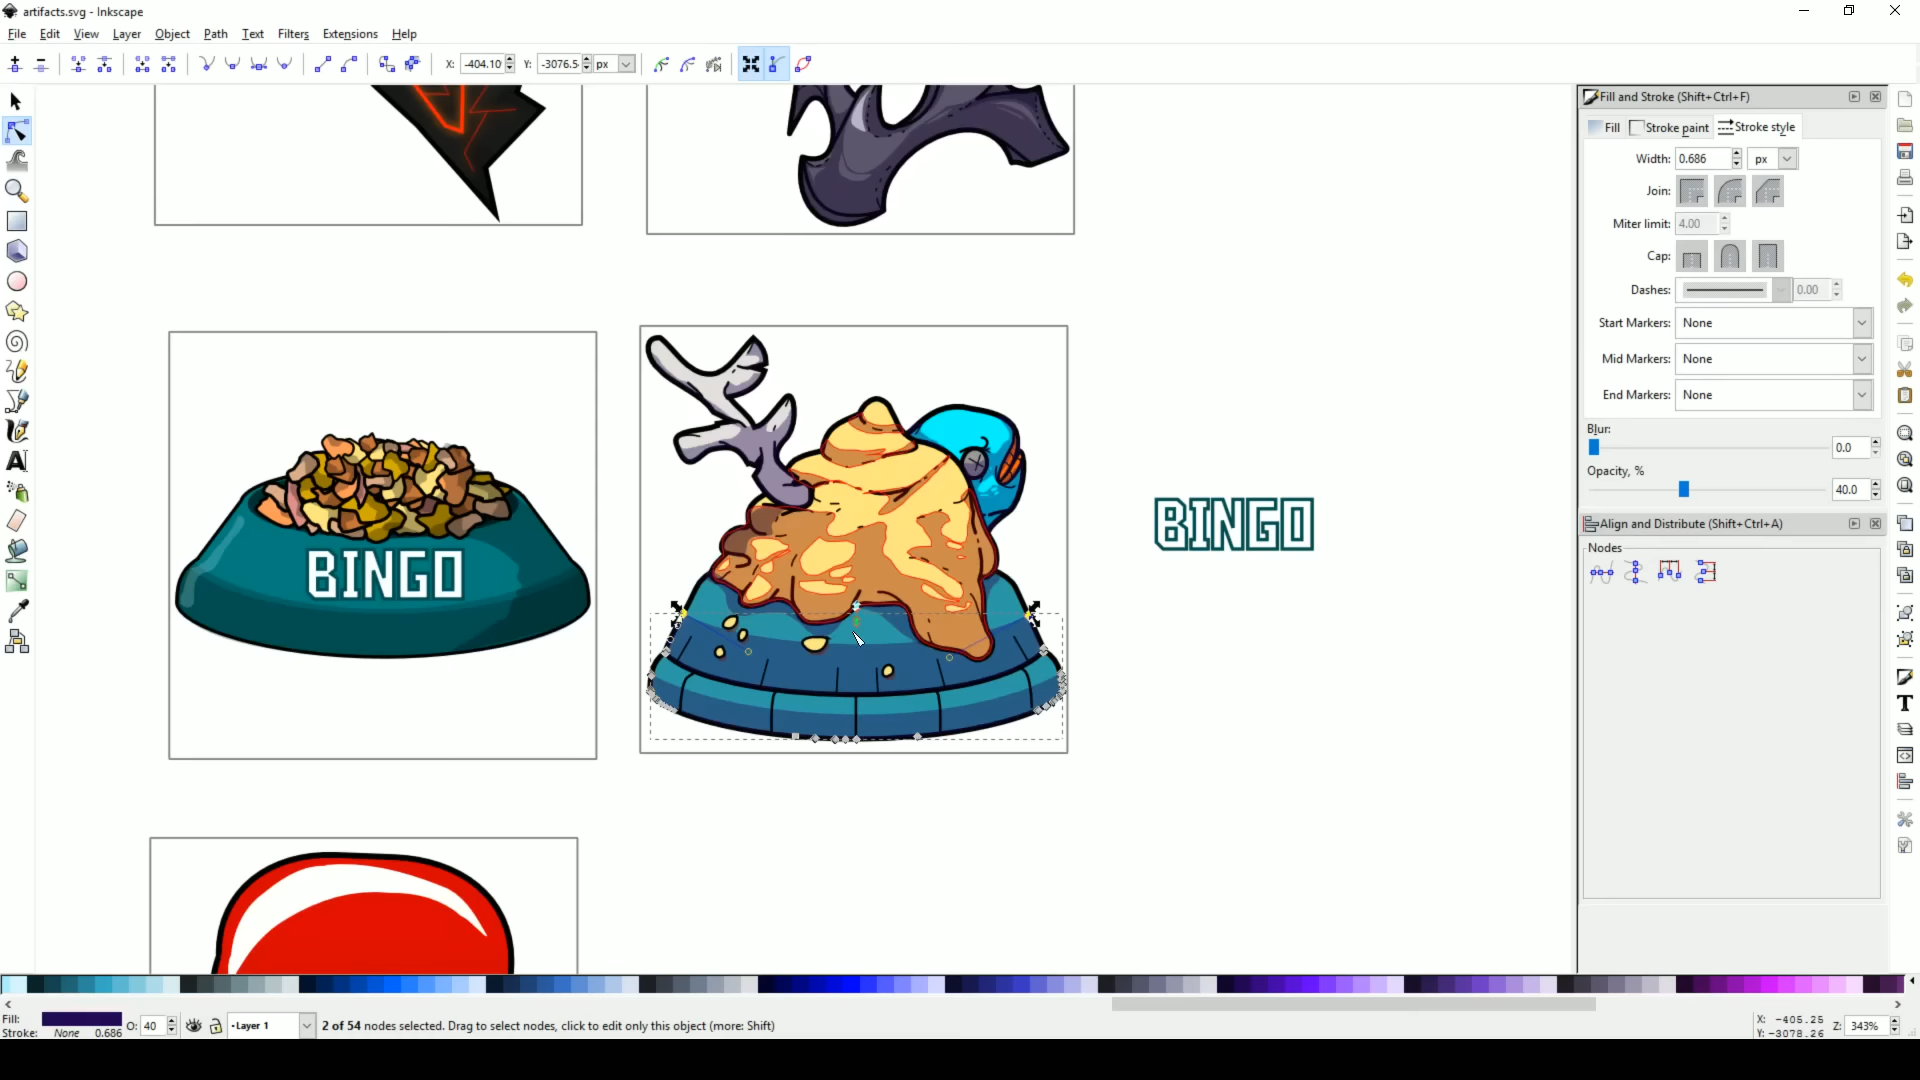 artifacts.svg - Inkscape
File Edit View Layer Object Path Text Filters Extensions Help
X: -404.10 Y: -3076.5 px
Fill and Stroke (Shift+Ctrl+F)
Fill Stroke paint Stroke style
Width: 0.686 px
Join:
Miter limit: 4.00
Cap:
Dashes: 0.00
Start Markers: None
Mid Markers: None
End Markers: None
Blur:
0.0
Opacity, %
40.0
Align and Distribute (Shift+Ctrl+A)
Nodes
BINGO
BINGO
Fill: O: 40 Layer 1 2 of 54 nodes selected. Drag to select nodes, click to edit only this object (more: Shift) X: -405.25 Z: 343%
Stroke: None 0.686 Y: -3078.26